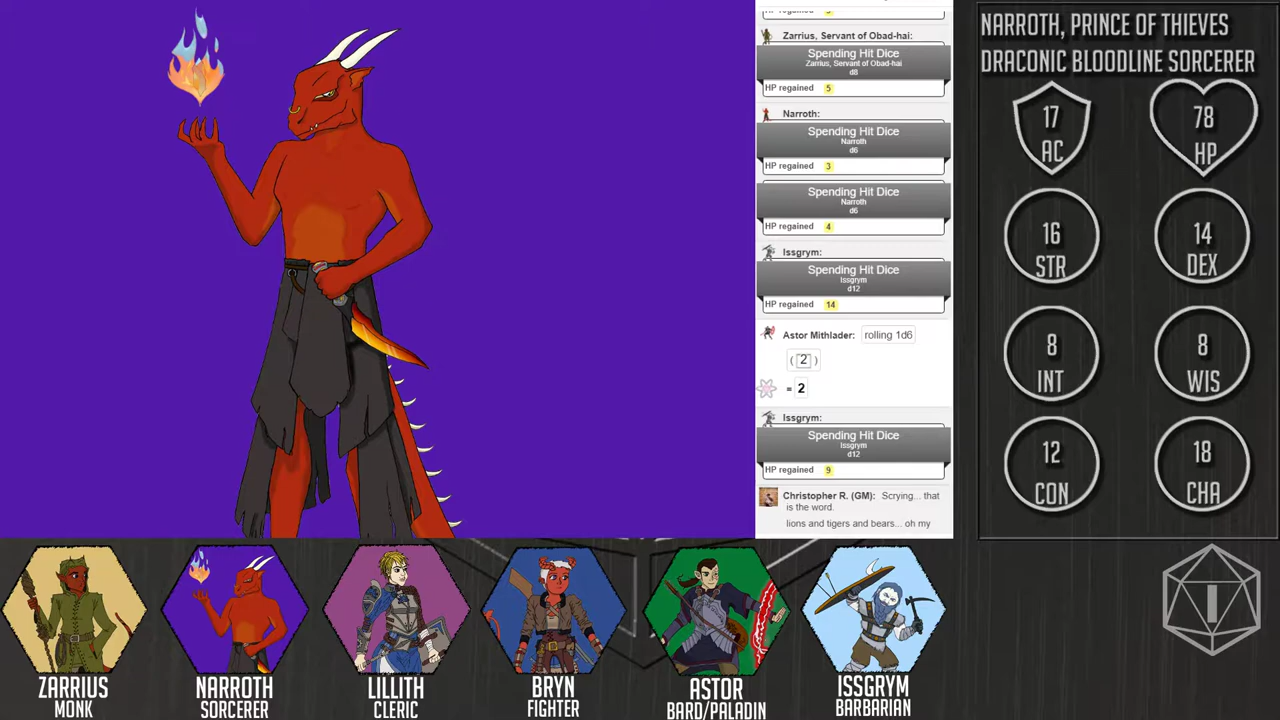 HP regained 3
Zarrius, Servant of Obad-hai:
Spending Hit Dice
Zarrius, Servant of Obad-hai
d8
HP regained 5
Narroth:
Spending Hit Dice
Narroth
d6
HP regained 3
Spending Hit Dice
Narroth
d6
HP regained 4
Issgrym:
Spending Hit Dice
Issgrym
d12
HP regained 14
Astor Mithlader: rolling 1d6
(2)
= 2
Issgrym:
Spending Hit Dice
Issgrym
d12
HP regained 9
Christopher R. (GM): Scrying... that
is the word.
lions and tigers and bears... oh my
NARROTH, PRINCE OF THIEVES
DRACONIC BLOODLINE SORCERER
17
AC
78
HP
16
STR
14
DEX
8
INT
8
WIS
12
CON
18
CHA
ZARRIUS
MONK
NARROTH
SORCERER
LILLITH
CLERIC
BRYN
FIGHTER
ASTOR
BARD/PALADIN
ISSGRYM
BARBARIAN